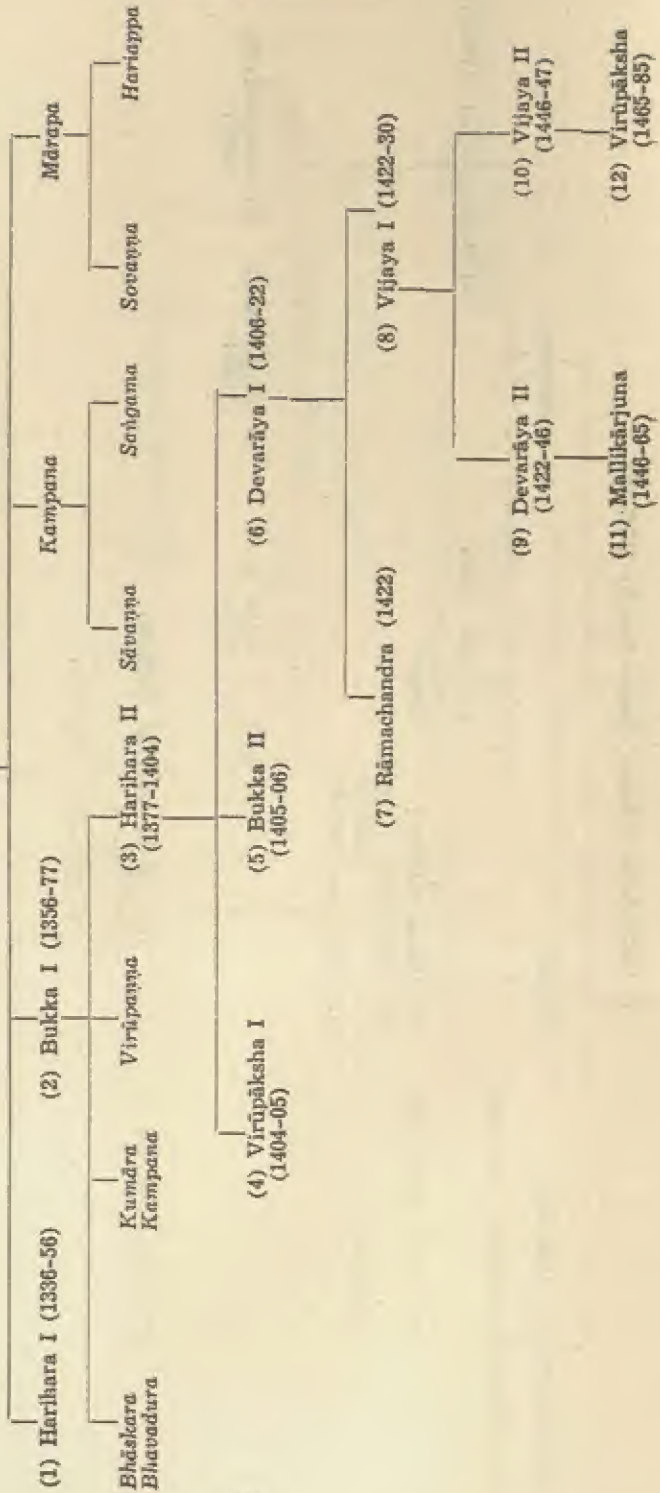 (1) Harihara I (1336-56)
(2) Bukka I (1356-77)
Kampana
Mārapa
Bhāskara
Bhavadura
Kumāra
Kampana
Virūpaṇṇa
(3) Harihara II
(1377-1404)
Sāvaṇṇa
Saṅgama
Sovaṇṇa
Hariappa
(4) Virūpāksha I
(1404-05)
(5) Bukka II
(1405-06)
(6) Devarāya I (1406-22)
(7) Rāmachandra (1422)
(8) Vijaya I (1422-30)
(9) Devarāya II
(1422-46)
(10) Vijaya II
(1446-47)
(11) Mallikārjuna
(1446-65)
(12) Virūpāksha
(1465-85)